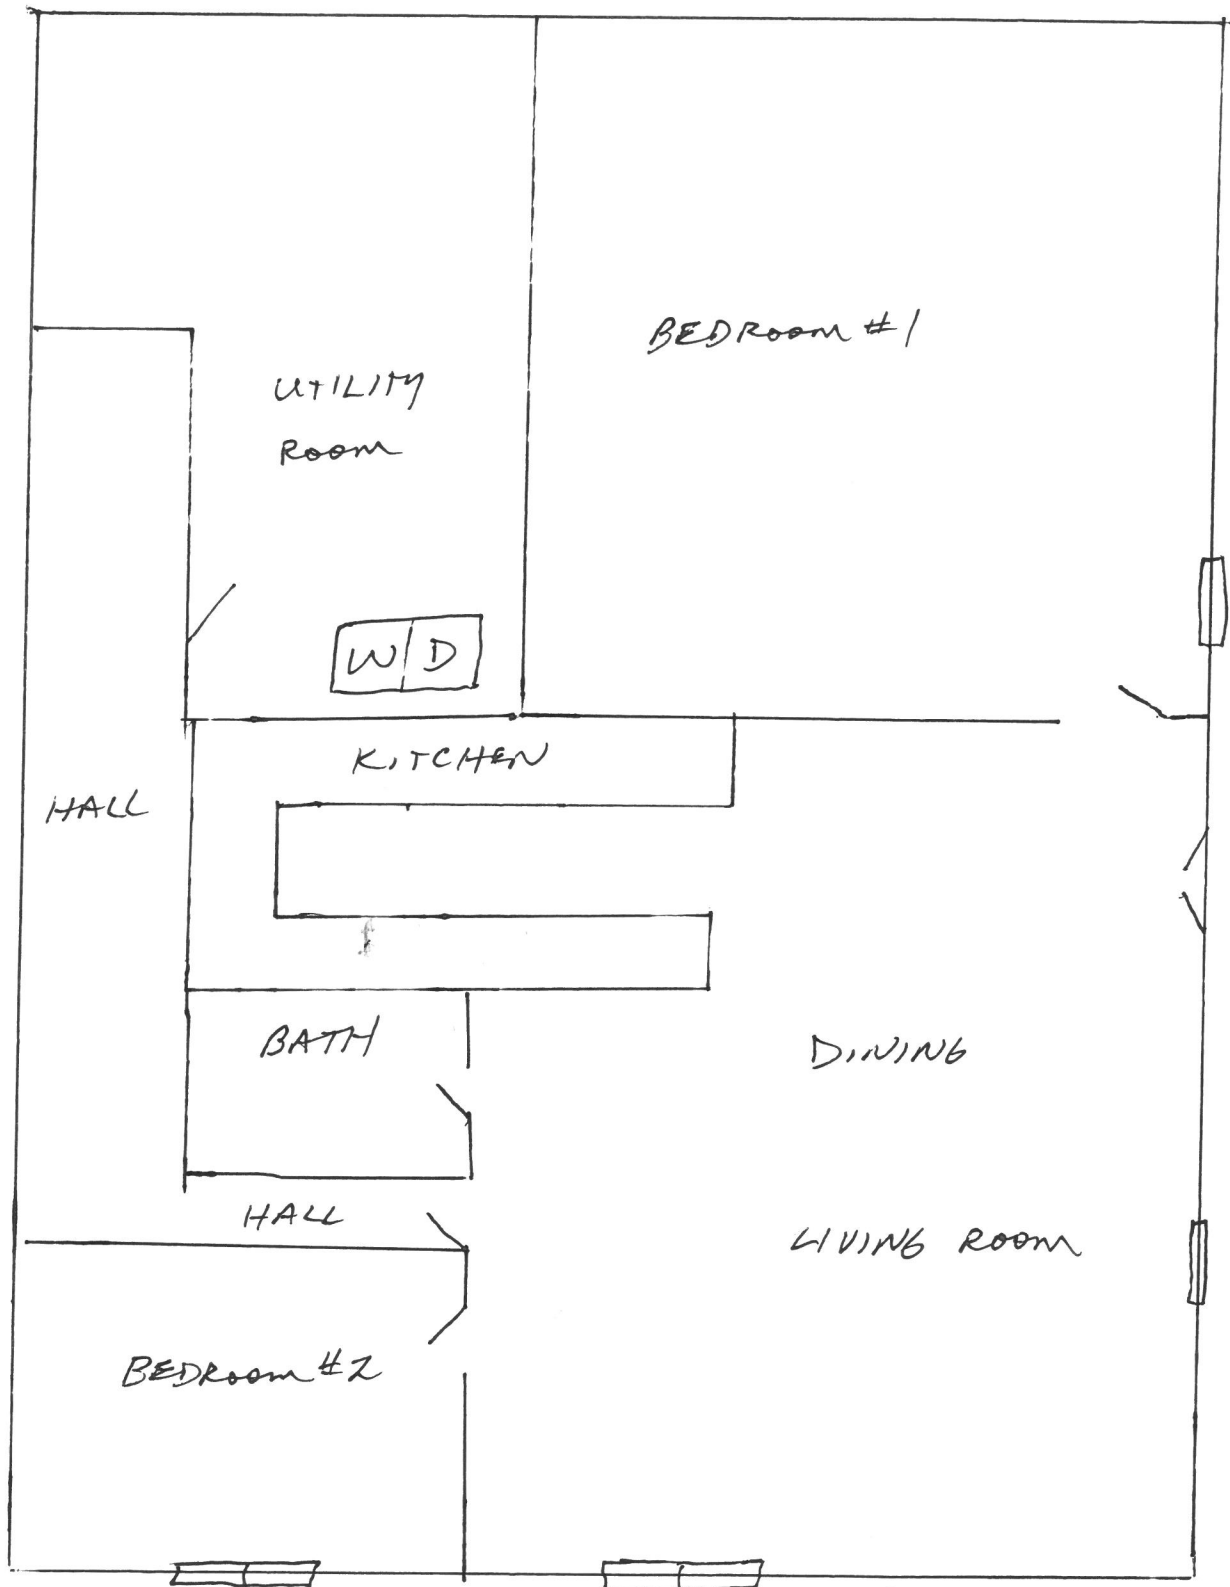 BEDROOM #1
UTILITY
ROOM
W D
KITCHEN
HALL
BATH
DINING
HALL
LIVING ROOM
BEDROOM #2